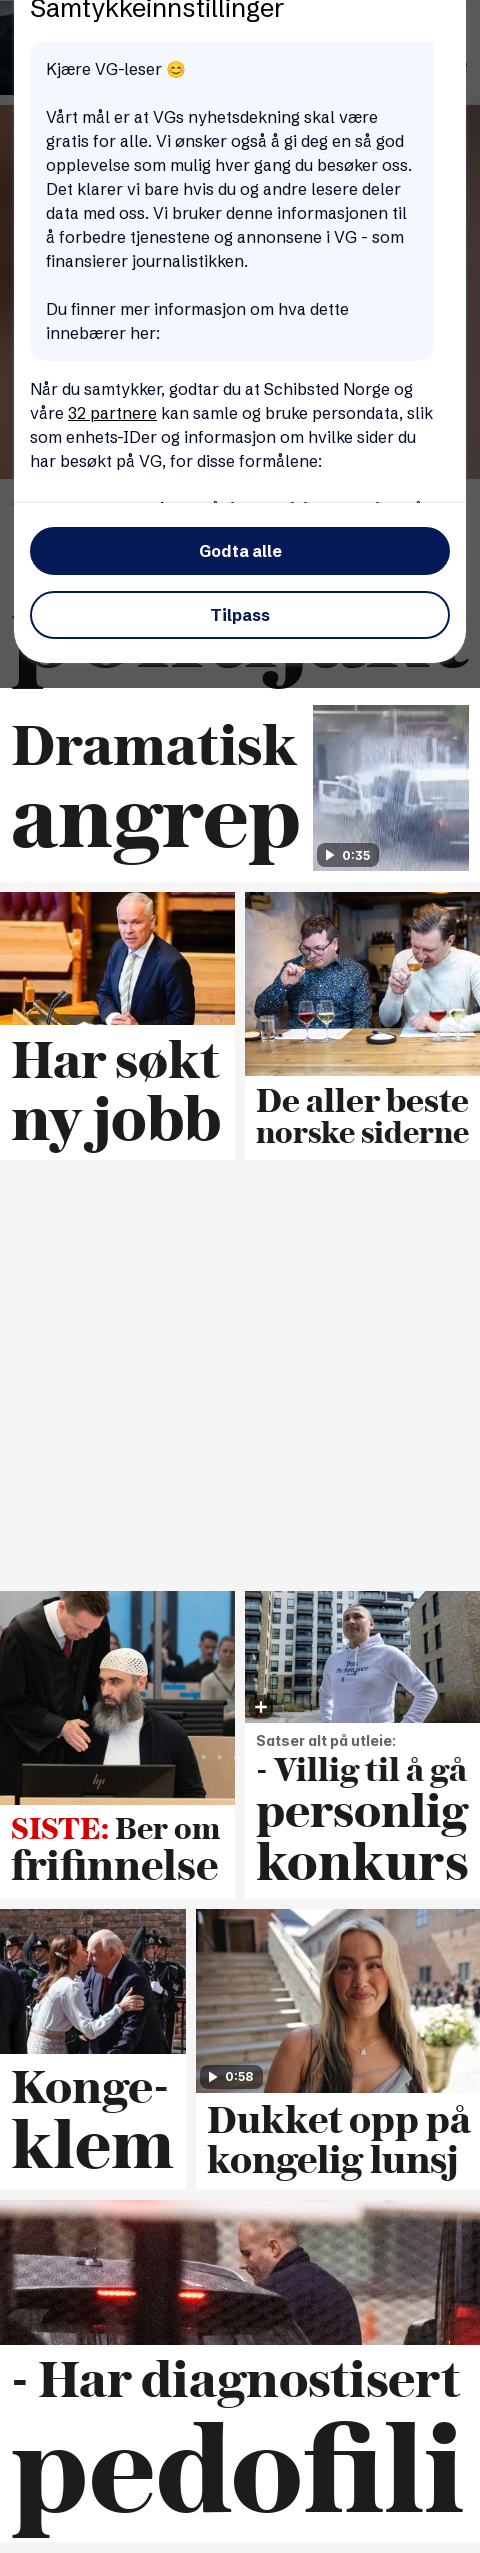 Samtykkeinnstillinger
Kjære VG-leser 😊
Vårt mål er at VGs nyhetsdekning skal være
gratis for alle. Vi ønsker også å gi deg en så god
opplevelse som mulig hver gang du besøker oss.
Det klarer vi bare hvis du og andre lesere deler
data med oss. Vi bruker denne informasjonen til
å forbedre tjenestene og annonsene i VG - som
finansierer journalistikken.
Du finner mer informasjon om hva dette
innebærer her:
Når du samtykker, godtar du at Schibsted Norge og
våre 32 partnere kan samle og bruke persondata, slik
som enhets-IDer og informasjon om hvilke sider du
har besøkt på VG, for disse formålene:
Godta alle
Tilpass
Dramatisk
angrep
0:35
Har søkt
ny jobb
De aller beste
norske siderne
hp
SISTE: Ber om
frifinnelse
Satser alt på utleie:
- Villig til å gå
personlig
konkurs
Konge-
klem
0:58
Dukket opp på
kongelig lunsj
- Har diagnostisert
pedofili